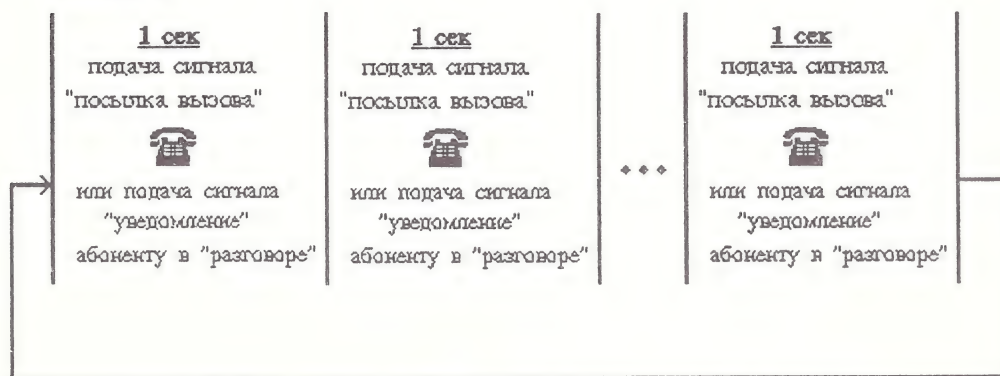 1 сек
подача сигнала
"посылка вызова"
или подача сигнала
"уведомление"
абоненту в "разговоре"
1 сек
подача сигнала
"посылка вызова"
или подача сигнала
"уведомление"
абоненту в "разговоре"
...
1 сек
подача сигнала
"посылка вызова"
или подача сигнала
"уведомление"
абоненту в "разговоре"